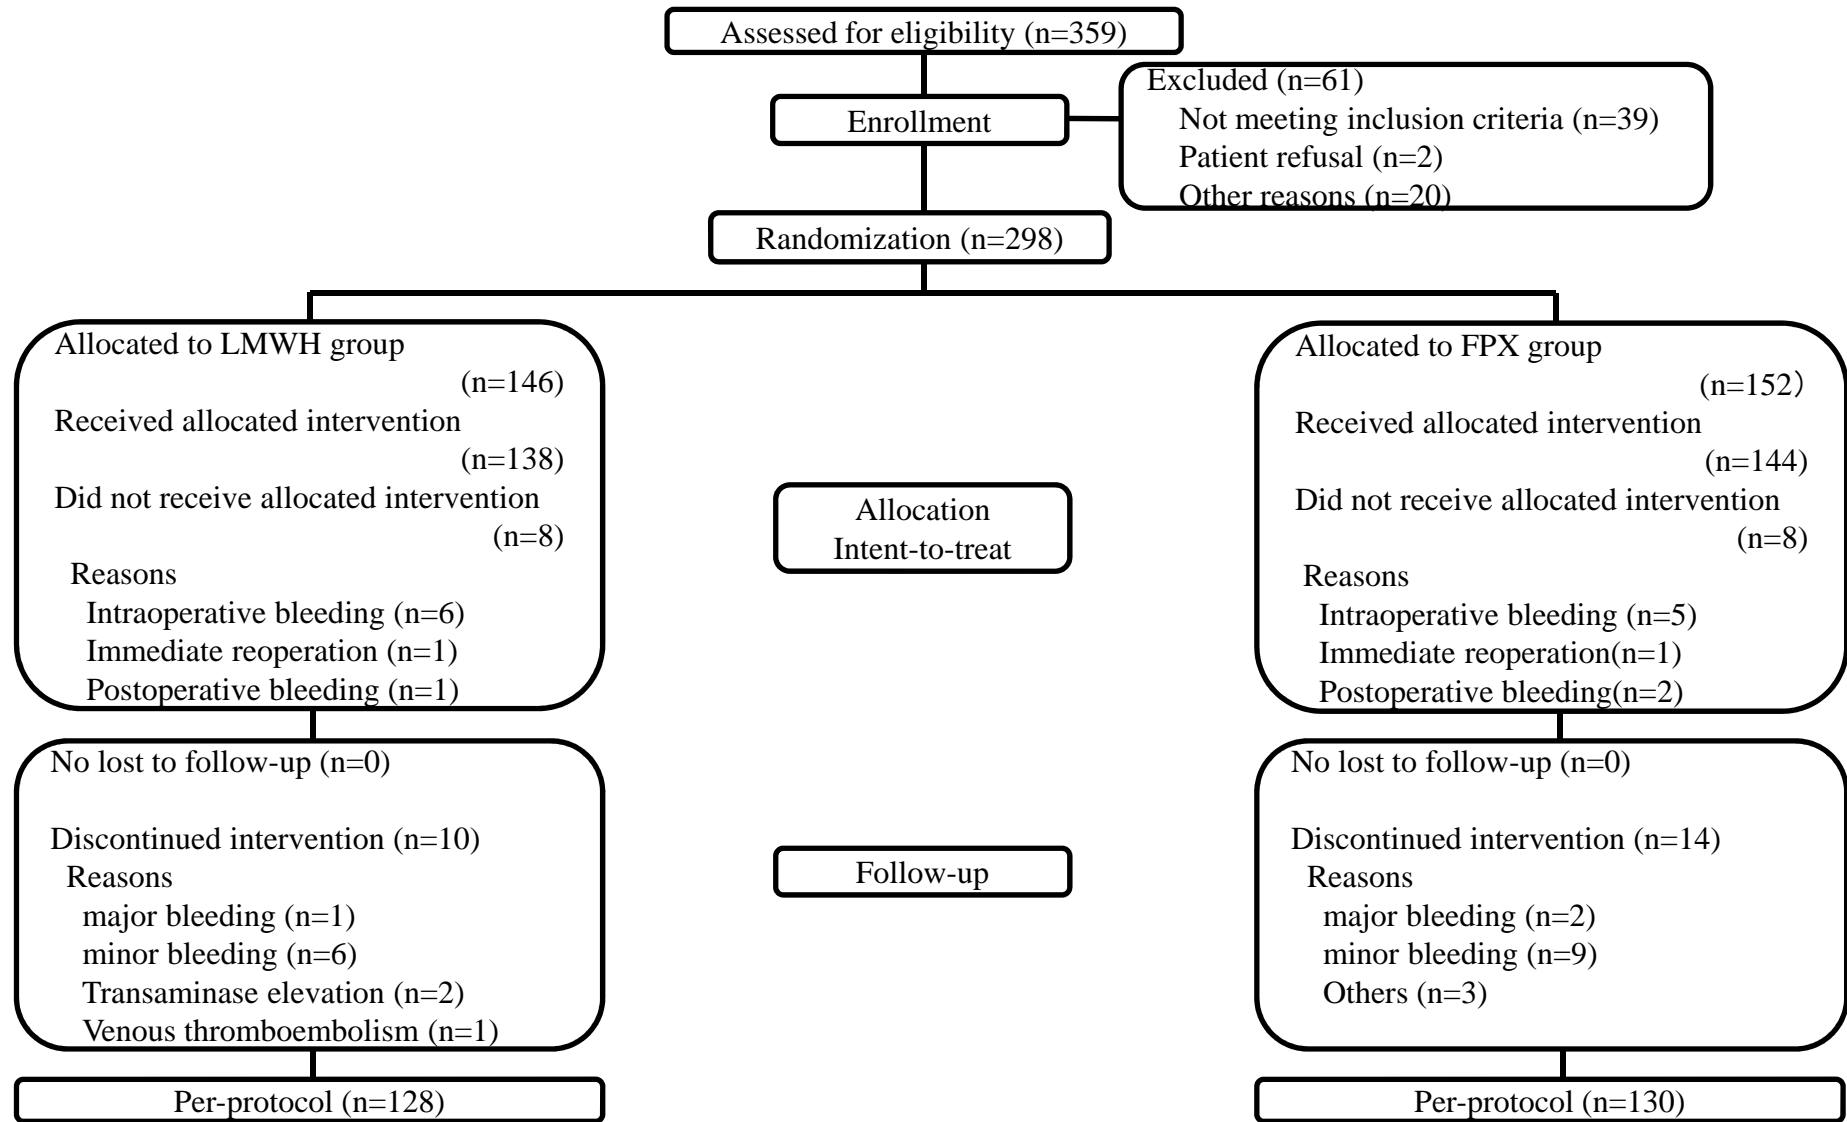 Assessed for eligibility (n=359)
Excluded (n=61)
Not meeting inclusion criteria (n=39)
Patient refusal (n=2)
Other reasons (n=20)
Enrollment
Randomization (n=298)
Allocated to LMWH group
(n=146)
Received allocated intervention
(n=138)
Did not receive allocated intervention
(n=8)
Reasons
Intraoperative bleeding (n=6)
Immediate reoperation (n=1)
Postoperative bleeding (n=1)
Allocation
Intent-to-treat
Allocated to FPX group
(n=152）
Received allocated intervention
(n=144)
Did not receive allocated intervention
(n=8)
Reasons
Intraoperative bleeding (n=5)
Immediate reoperation(n=1)
Postoperative bleeding(n=2)
No lost to follow-up (n=0)
Discontinued intervention (n=10)
Reasons
major bleeding (n=1)
minor bleeding (n=6)
Transaminase elevation (n=2)
Venous thromboembolism (n=1)
Follow-up
No lost to follow-up (n=0)
Discontinued intervention (n=14)
Reasons
major bleeding (n=2)
minor bleeding (n=9)
Others (n=3)
Per-protocol (n=128)
Per-protocol (n=130)